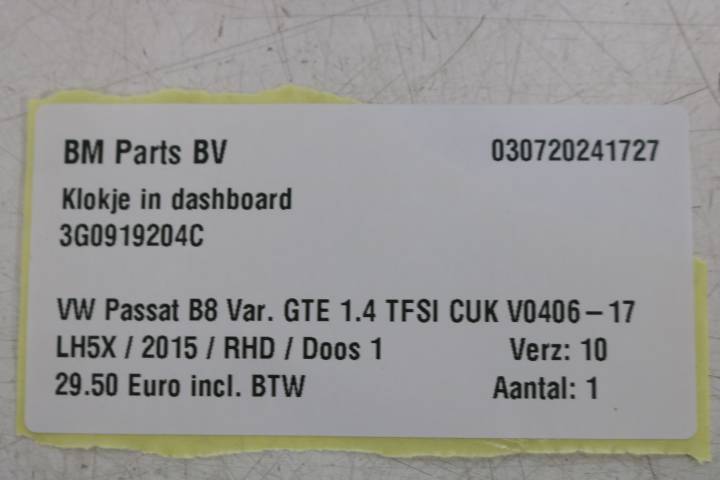 BM Parts BV 030720241727
Klokje in dashboard
3G0919204C
VW Passat B8 Var. GTE 1.4 TFSI CUK V0406-17
LH5X / 2015 / RHD / Doos 1 Verz: 10
29.50 Euro incl. BTW Aantal: 1